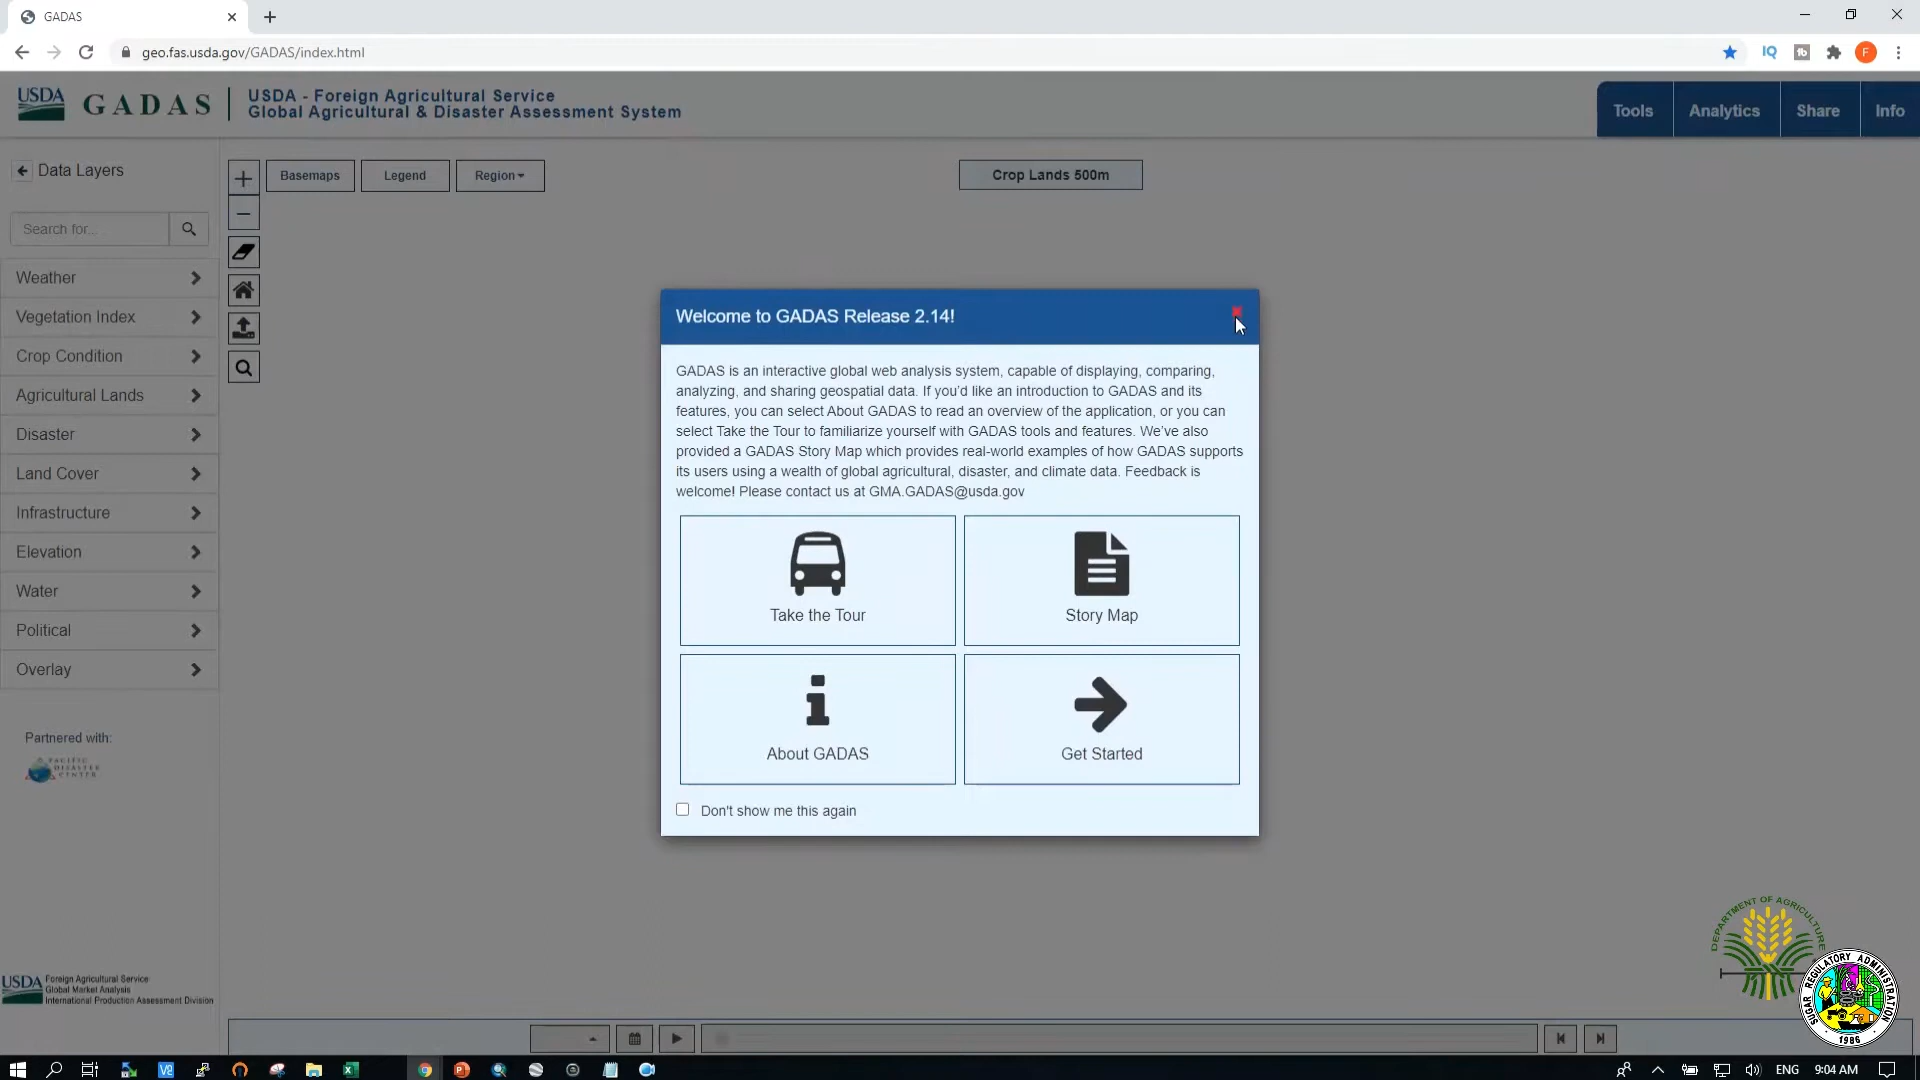 GADAS
geo.fas.usda.gov/GADAS/index.html
F
USDA
GADAS
USDA - Foreign Agricultural Service
Global Agricultural & Disaster Assessment System
Tools
Analytics
Share
Info
Data Layers
Basemaps
Legend
Region
Crop Lands 500m
Search for...
Weather
Vegetation Index
Crop Condition
Agricultural Lands
Disaster
Land Cover
Infrastructure
Elevation
Water
Political
Overlay
Partnered with:
PACIFIC
DISASTER
CENTER
USDA
Foreign Agricultural Service
Global Market Analysis
International Production Assessment Division
Welcome to GADAS Release 2.14!
GADAS is an interactive global web analysis system, capable of displaying, comparing,
analyzing, and sharing geospatial data. If you'd like an introduction to GADAS and its
features, you can select About GADAS to read an overview of the application, or you can
select Take the Tour to familiarize yourself with GADAS tools and features. We've also
provided a GADAS Story Map which provides real-world examples of how GADAS supports
its users using a wealth of global agricultural, disaster, and climate data. Feedback is
welcome! Please contact us at GMA.GADAS@usda.gov
Take the Tour
Story Map
About GADAS
Get Started
Don't show me this again
DEPARTMENT OF AGRICULTURE
SUGAR REGULATORY ADMINISTRATION
1986
ENG
9:04 AM